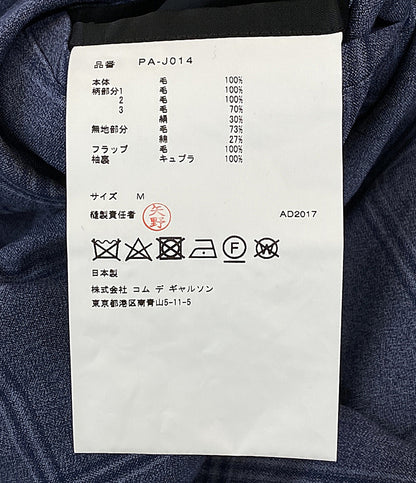 品番 PA-J014
本体 毛 100%
柄部分1 毛 100%
2 毛 100%
3 毛 70%
絹 30%
無地部分 毛 73%
綿 27%
フラップ 毛 100%
袖裏 キュプラ 100%
サイズ M
縫製責任者 矢野 AD2017
F W
日本製
株式会社 コム デ ギャルソン
東京都港区南青山5-11-5